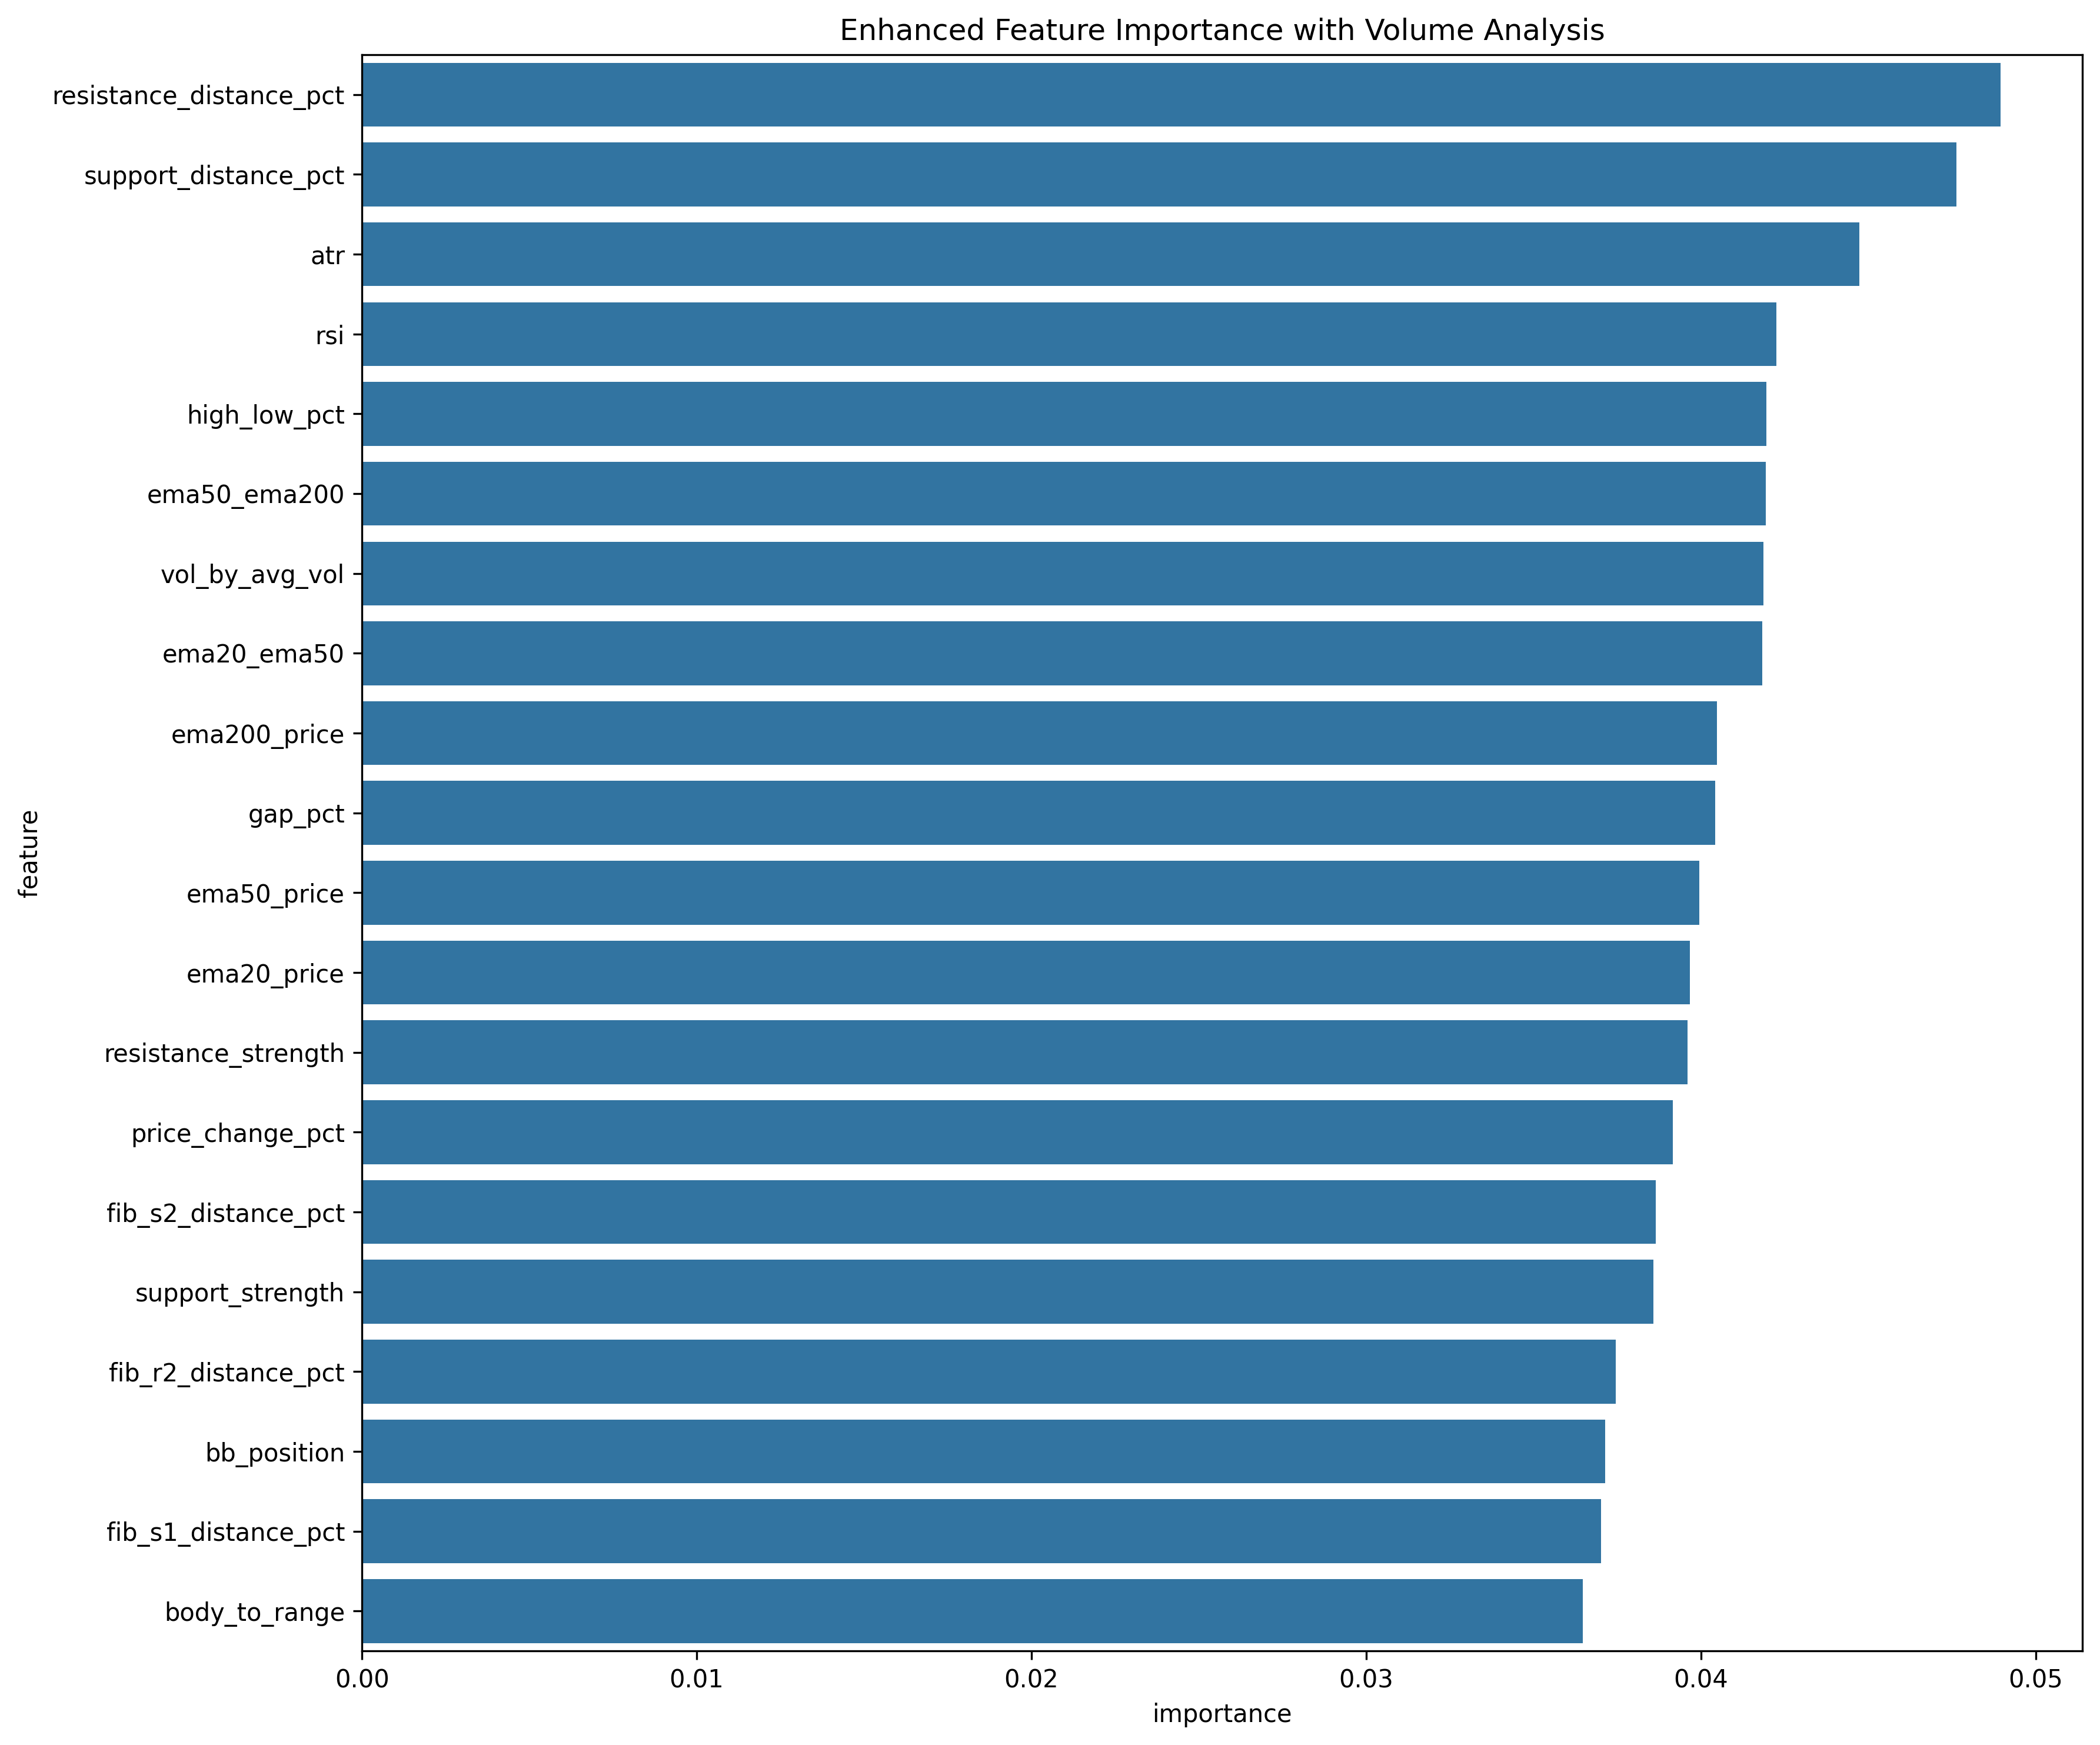 Enhanced Feature Importance with Volume Analysis
resistance_distance_pct
support_distance_pct
atr
rsi
high_low_pct
ema50_ema200
vol_by_avg_vol
ema20_ema50
ema200_price
gap_pct
ema50_price
ema20_price
resistance_strength
price_change_pct
fib_s2_distance_pct
support_strength
fib_r2_distance_pct
bb_position
fib_s1_distance_pct
body_to_range
feature
0.00 0.01 0.02 0.03 0.04 0.05
importance